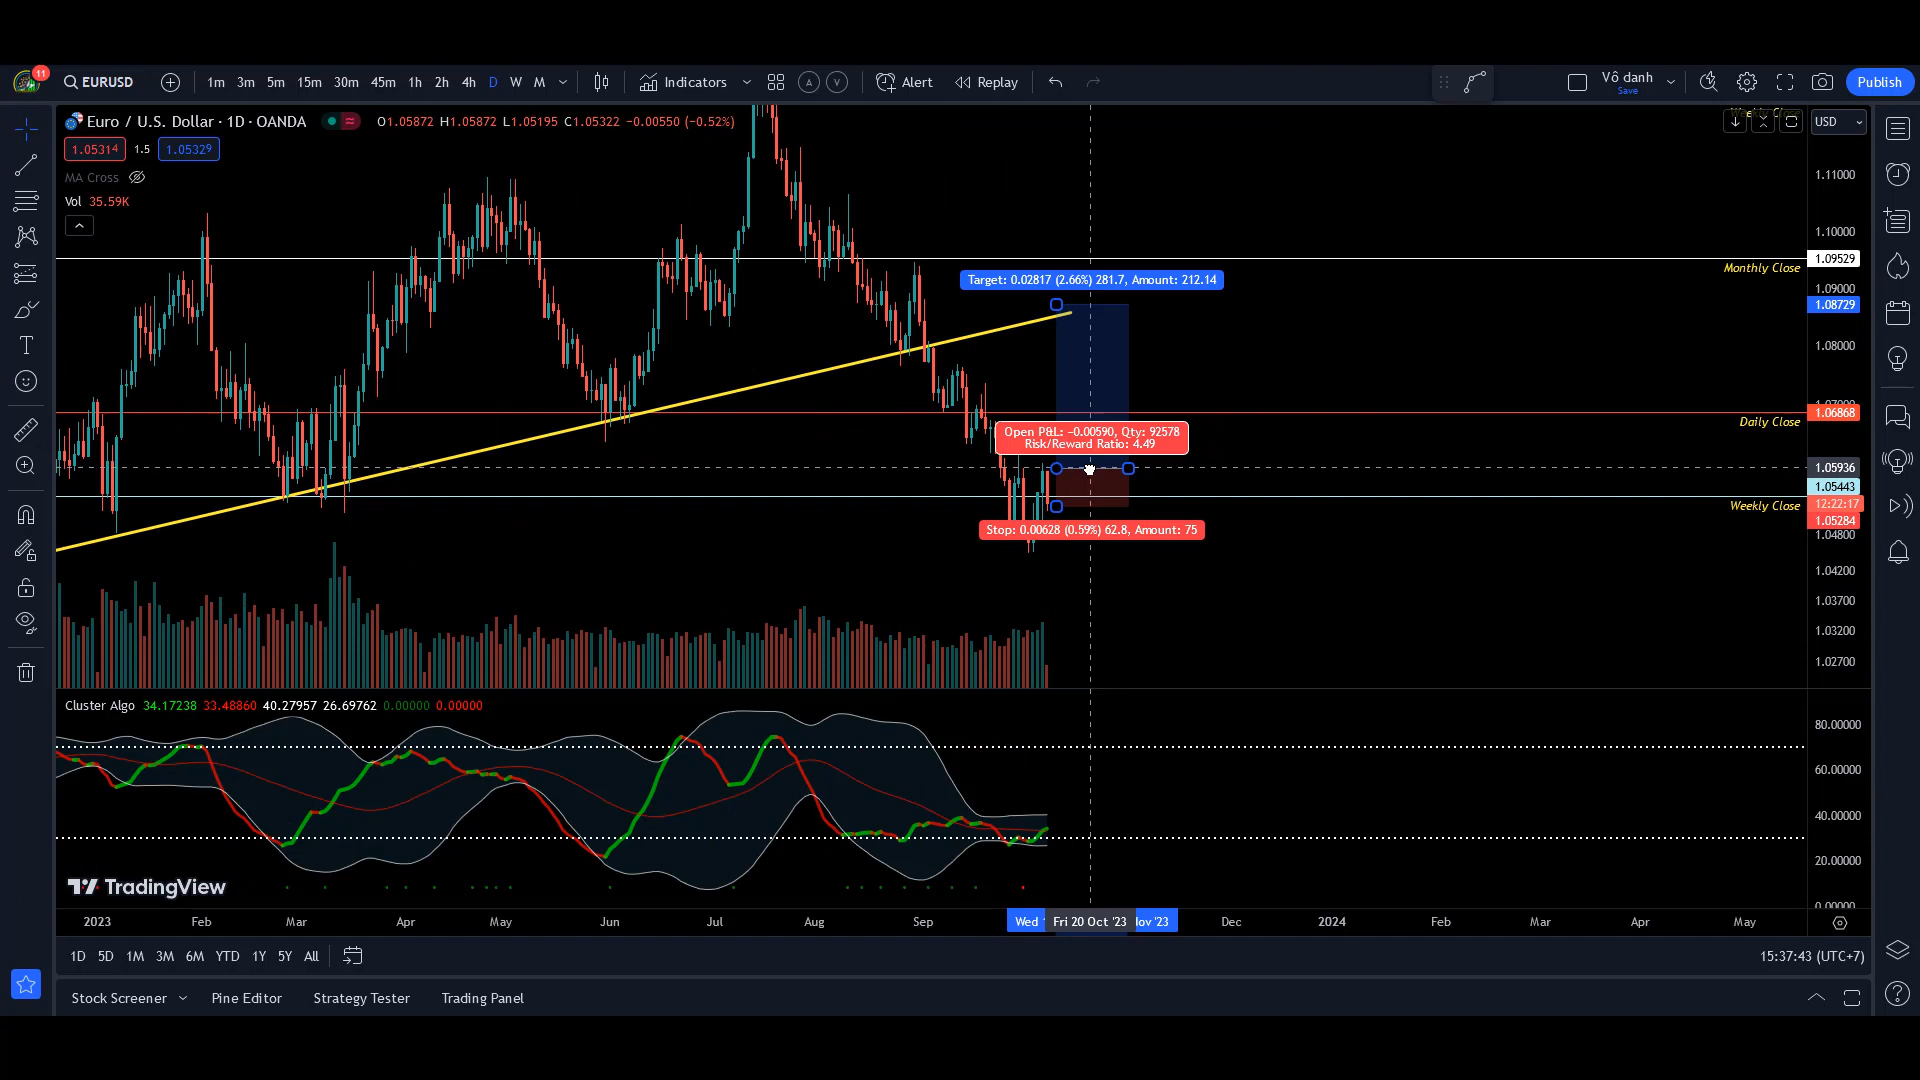 11
EURUSD
1m 3m 5m 15m 30m 45m 1h 2h 4h D W M
Indicators
A V
Alert
Replay
Vô danh
Save
Publish
Euro / U.S. Dollar · 1D · OANDA
O1.05872 H1.05872 L1.05195 C1.05322 −0.00550 (−0.52%)
USD
1.05314 1.5 1.05329
MA Cross
Vol 35.59K
1.11000
1.10000
1.09529
Monthly Close
1.09000
Target: 0.02817 (2.66%) 281.7, Amount: 212.14
1.08729
1.08000
1.06868
Daily Close
Open P&L: −0.00590, Qty: 92578
Risk/Reward Ratio: 4.49
1.05936
1.05443
12:22:17
Weekly Close
1.05284
Stop: 0.00628 (0.59%) 62.8, Amount: 75
1.04800
1.04200
1.03700
1.03200
1.02700
Cluster Algo 34.17238 33.48860 40.27957 26.69762 0.00000 0.00000
80.00000
60.00000
40.00000
20.00000
TradingView
2023 Feb Mar Apr May Jun Jul Aug Sep Wed Fri 20 Oct '23 Nov '23 Dec 2024 Feb Mar Apr May
1D 5D 1M 3M 6M YTD 1Y 5Y All
15:37:43 (UTC+7)
Stock Screener Pine Editor Strategy Tester Trading Panel